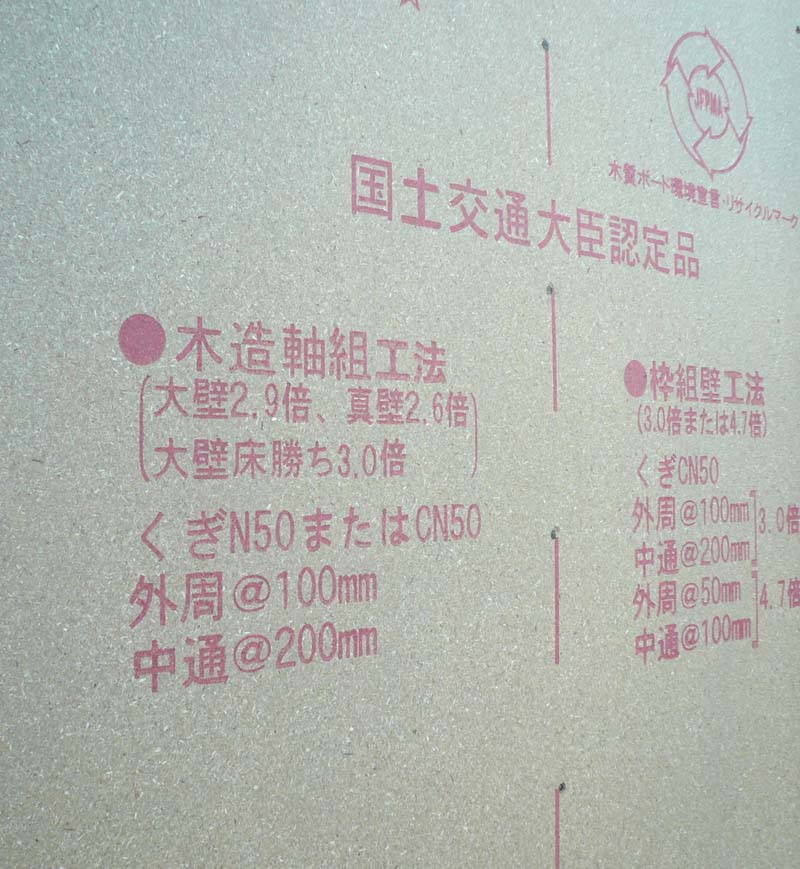 JFPMA
木質ボード環境宣言・リサイクルマーク
国土交通大臣認定品
●木造軸組工法
(大壁2.9倍、真壁2.6倍
大壁床勝ち3.0倍)
くぎN50またはCN50
外周@100mm
中通@200mm
●枠組壁工法
(3.0倍または4.7倍)
くぎCN50
外周@100mm
中通@200mm
3.0倍
外周@50mm
中通@100mm
4.7倍